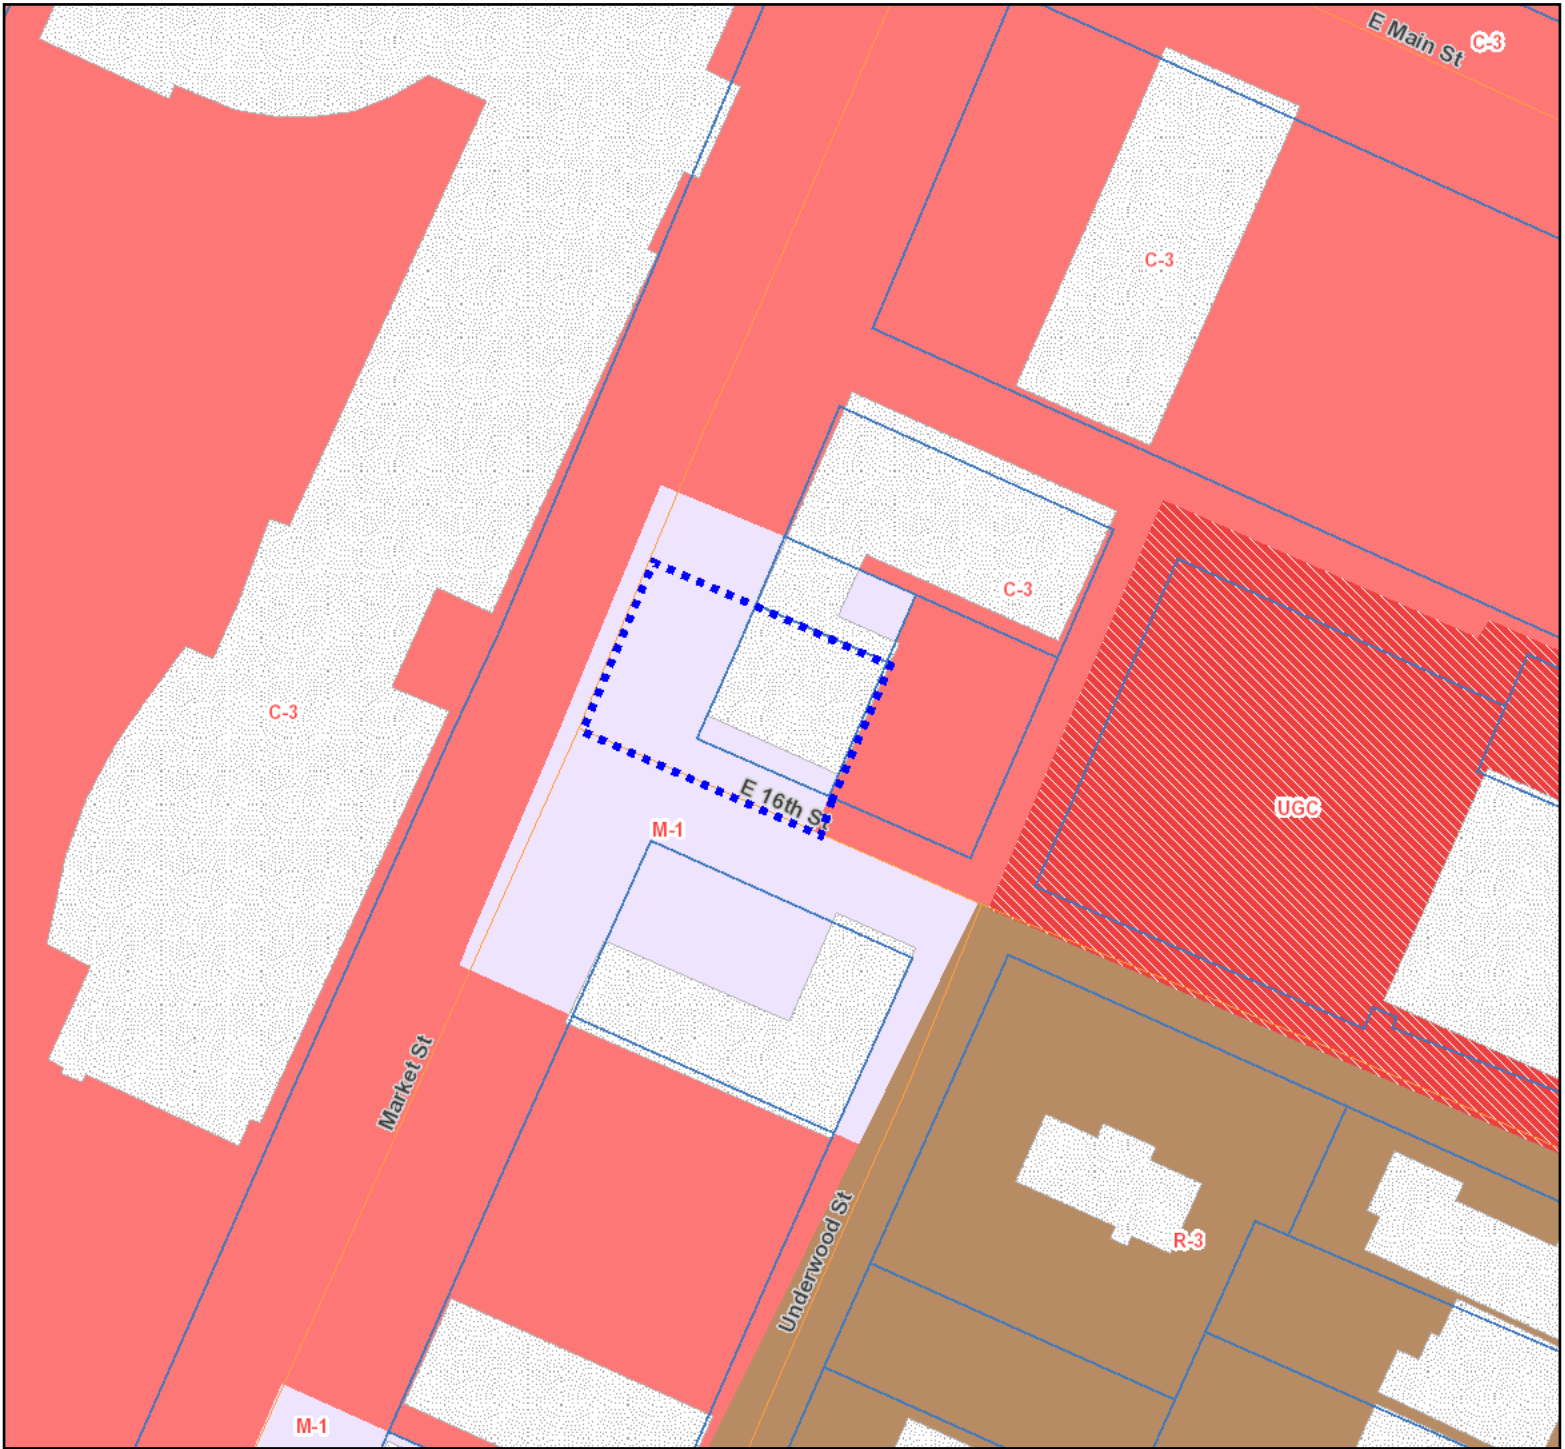 E Main St
C-3
C-3
C-3
C-3
UGC
E 16th St
M-1
Market St
Underwood St
R-3
M-1